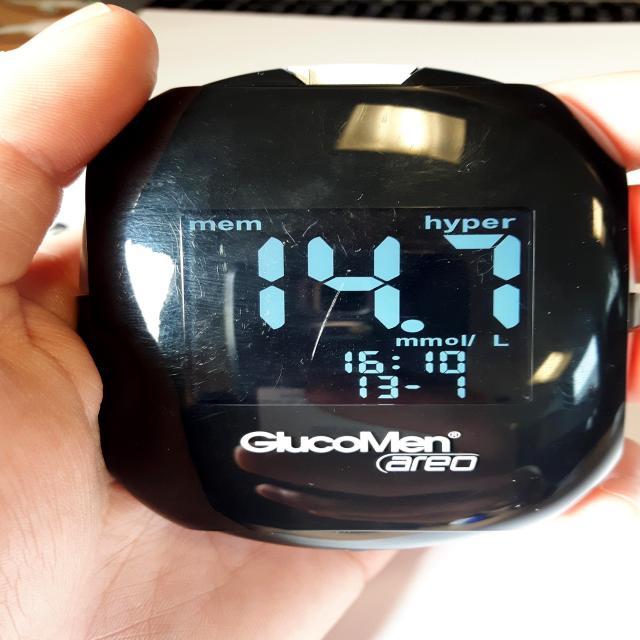 mem hyper
14.7
mmol/ L
16:10
13- 1
GlucoMen®
areo